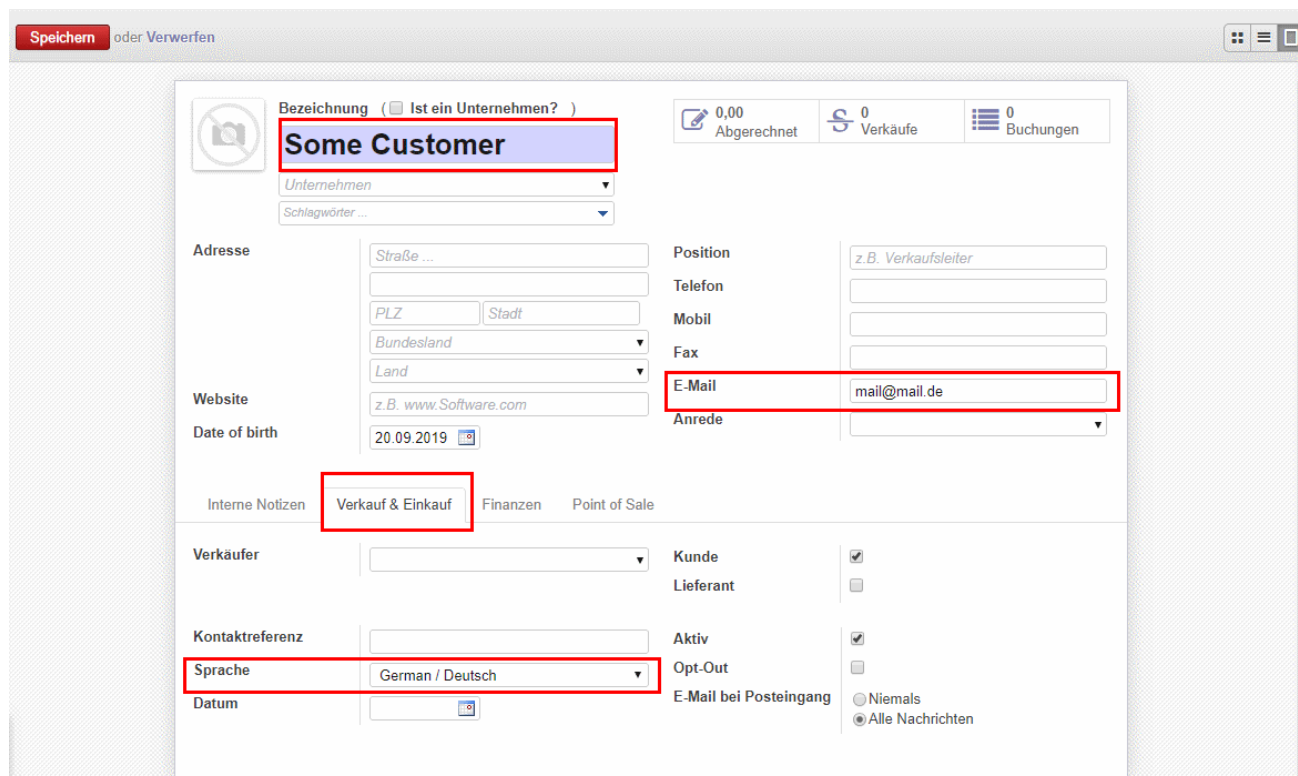 Speichern oder Verwerfen
Bezeichnung ( Ist ein Unternehmen? )
Some Customer
Unternehmen
Schlagwörter ...
0,00 Abgerechnet
0 Verkäufe
0 Buchungen
Adresse
Straße ...
PLZ Stadt
Bundesland
Land
Website z.B. www.Software.com
Date of birth 20.09.2019
Position z.B. Verkaufsleiter
Telefon
Mobil
Fax
E-Mail mail@mail.de
Anrede
Interne Notizen Verkauf & Einkauf Finanzen Point of Sale
Verkäufer
Kontaktreferenz
Sprache German / Deutsch
Datum
Kunde
Lieferant
Aktiv
Opt-Out
E-Mail bei Posteingang Niemals
Alle Nachrichten